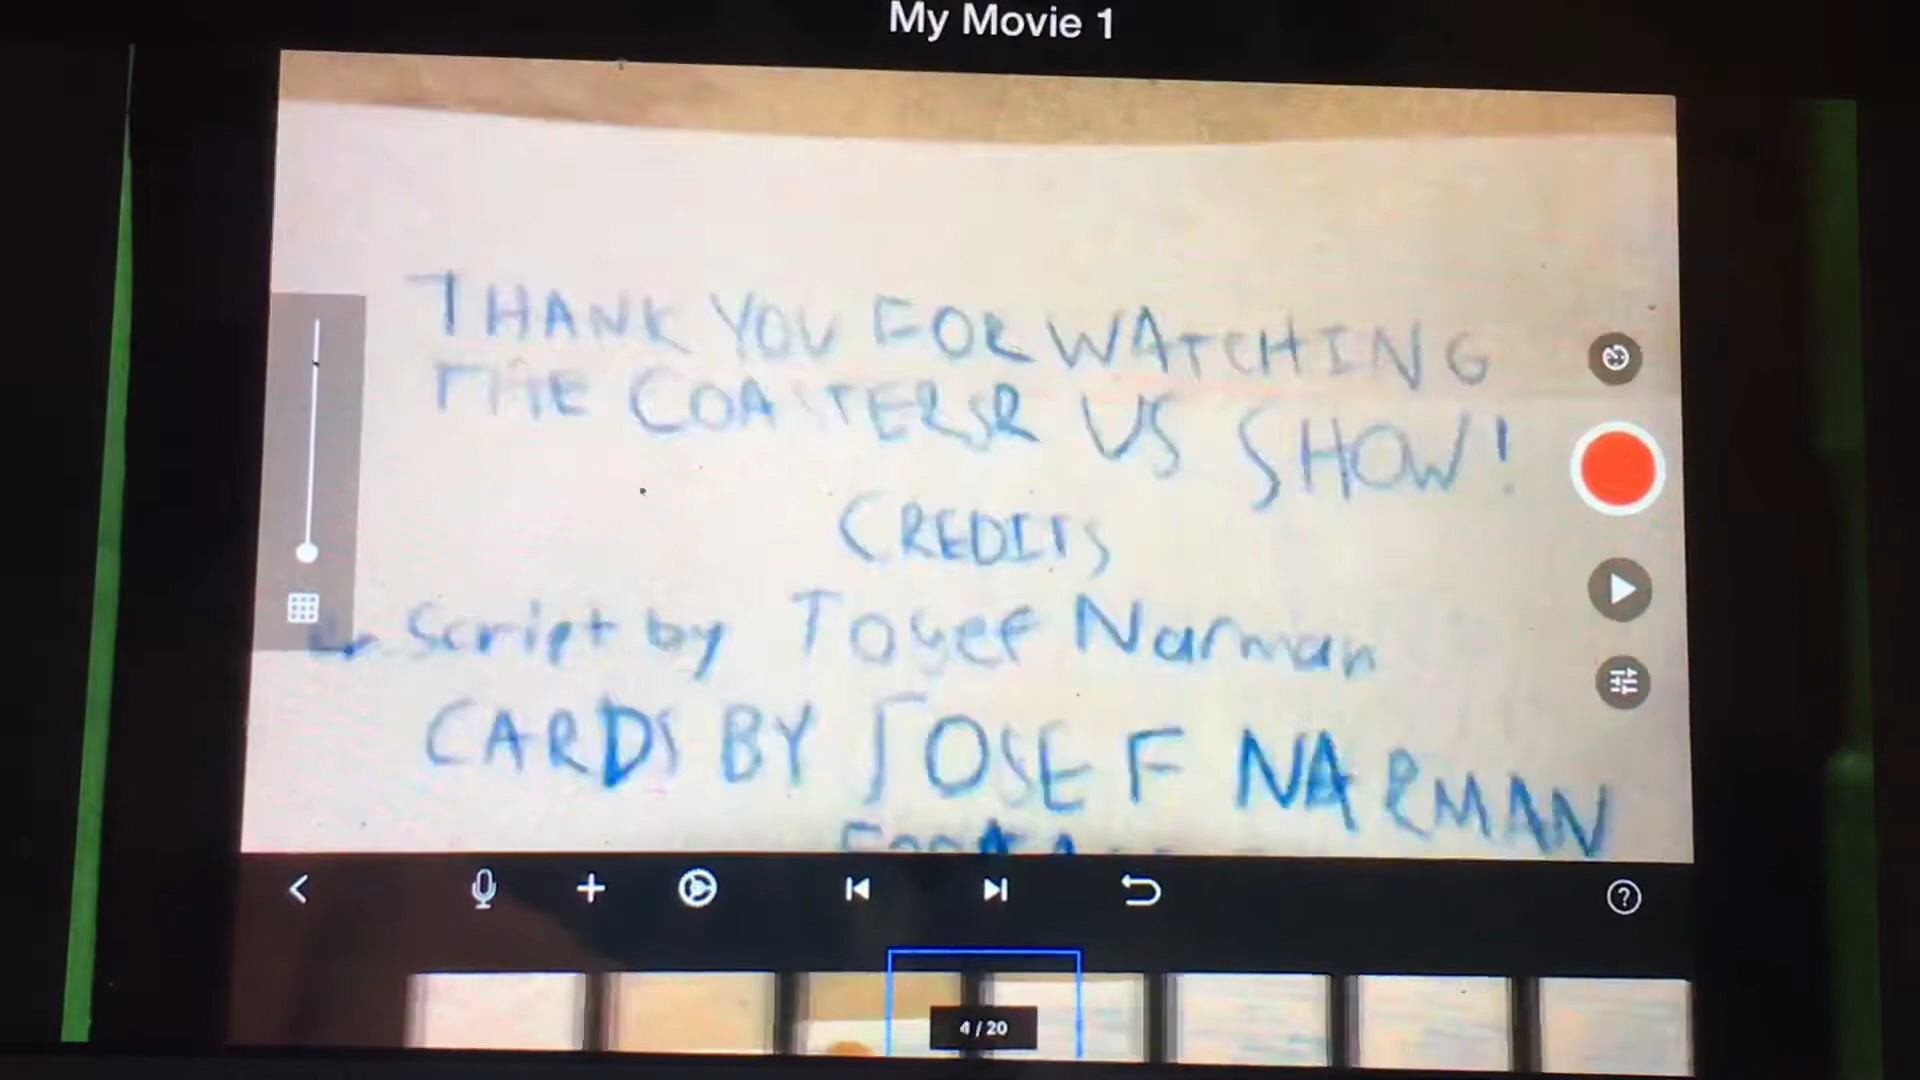 My Movie 1
THANK YOU FOR WATCHING
THE COASTERSR US SHOW!
CREDITS
Script by Tosef Narman
CARDS BY JOSEF NARMAN
4 / 20